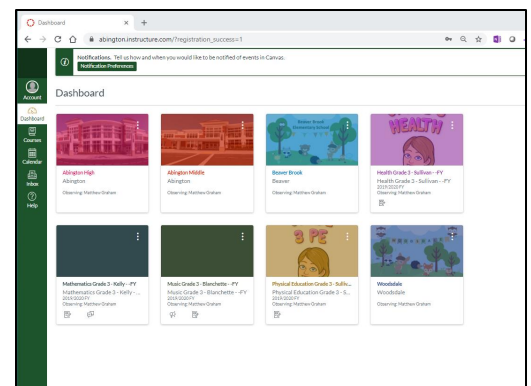 Dashboard
abington.instructure.com/?registration_success=1
Notifications. Tell us how and when you would like to be notified of events in Canvas.
Notification Preferences
Account
Dashboard
Courses
Calendar
Inbox
Help
Dashboard
Abington High
Abington
Observing: Matthew Graham
Abington Middle
Abington
Observing: Matthew Graham
Beaver Brook
Elementary School
Beaver Brook
Beaver
Observing: Matthew Graham
HEALTH
Health Grade 3 - Sullivan - -FY
Health Grade 3 - Sullivan - -FY
2019/2020 FY
Observing: Matthew Graham
Mathematics Grade 3 - Kelly - -FY
Mathematics Grade 3 - Kelly - ...
2019/2020 FY
Observing: Matthew Graham
Music Grade 3 - Blanchette - -FY
Music Grade 3 - Blanchette - -FY
2019/2020 FY
Observing: Matthew Graham
3 PE
Physical Education Grade 3 - Sulliv...
Physical Education Grade 3 - S...
2019/2020 FY
Observing: Matthew Graham
Woodsdale
Woodsdale
Observing: Matthew Graham